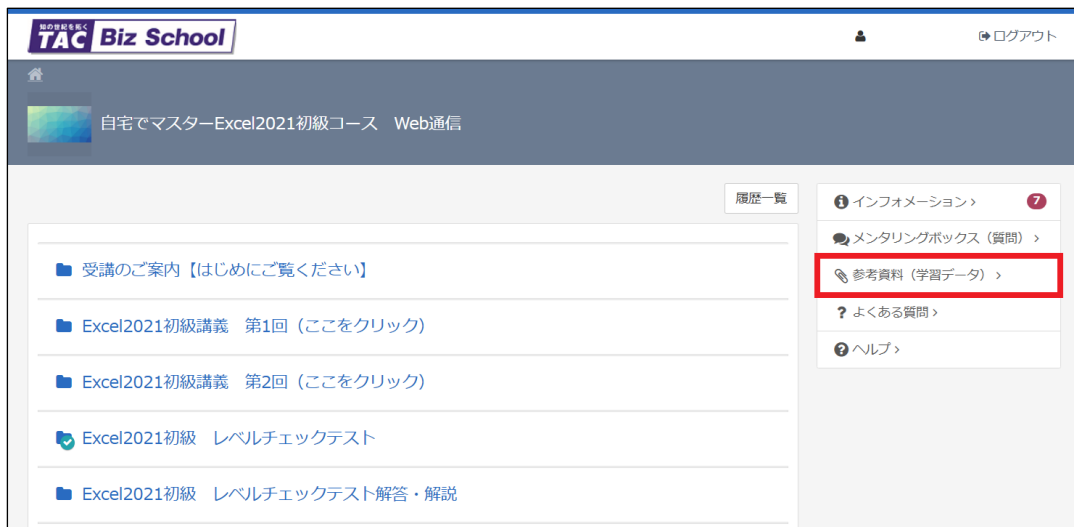 知の世紀を拓く
TAC Biz School
ログアウト
自宅でマスターExcel2021初級コース　Web通信
履歴一覧
受講のご案内【はじめにご覧ください】
Excel2021初級講義　第1回（ここをクリック）
Excel2021初級講義　第2回（ここをクリック）
Excel2021初級　レベルチェックテスト
Excel2021初級　レベルチェックテスト解答・解説
インフォメーション › 7
メンタリングボックス（質問） ›
参考資料（学習データ） ›
? よくある質問 ›
ヘルプ ›